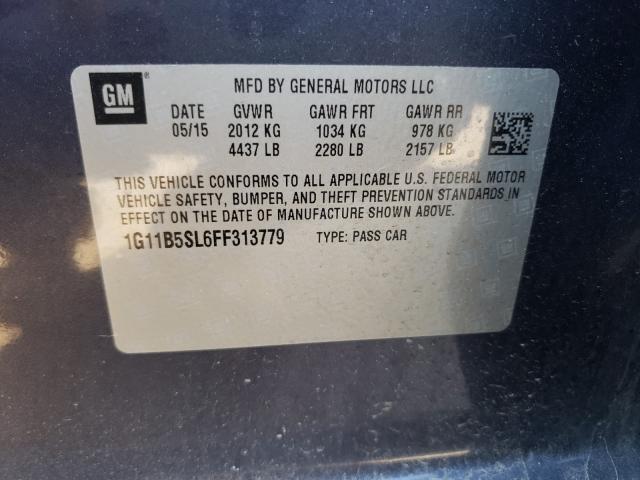 GM®
MFD BY GENERAL MOTORS LLC
DATE GVWR GAWR FRT GAWR RR
05/15 2012 KG 1034 KG 978 KG
4437 LB 2280 LB 2157 LB
THIS VEHICLE CONFORMS TO ALL APPLICABLE U.S. FEDERAL MOTOR
VEHICLE SAFETY, BUMPER, AND THEFT PREVENTION STANDARDS IN
EFFECT ON THE DATE OF MANUFACTURE SHOWN ABOVE.
1G11B5SL6FF313779 TYPE: PASS CAR